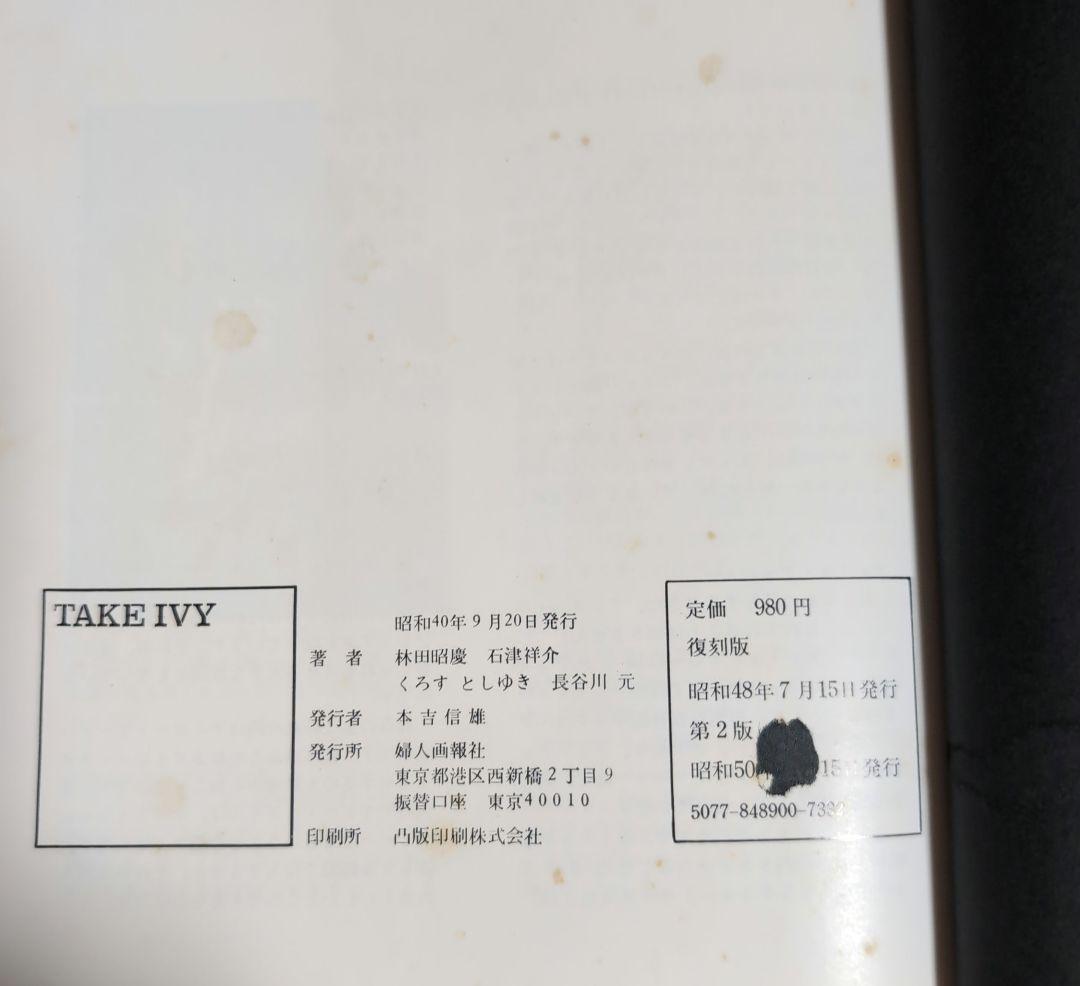 TAKE IVY
昭和40年9月20日発行
著者 林田昭慶 石津祥介
くろす としゆき 長谷川 元
発行者 本吉信雄
発行所 婦人画報社
東京都港区西新橋2丁目9
振替口座 東京40010
印刷所 凸版印刷株式会社
定価 980円
復刻版
昭和48年7月15日発行
第2版
昭和50 15日発行
5077-848900-73